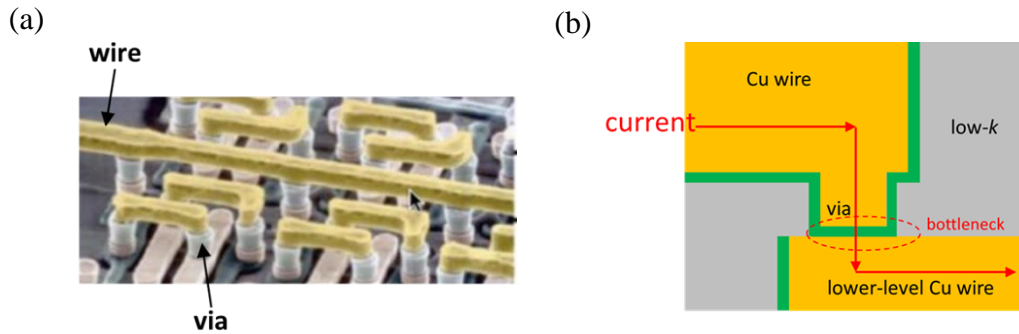 (a)
wire
via
(b)
Cu wire
current
low-k
via
bottleneck
lower-level Cu wire